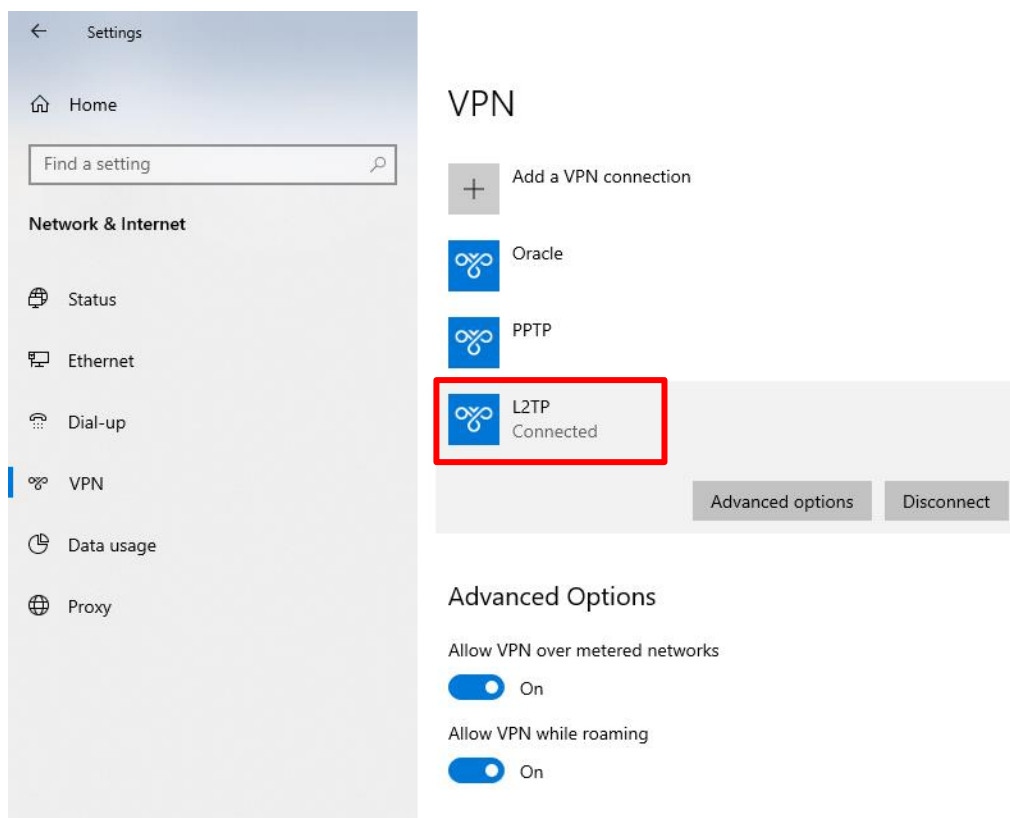 Settings
Home
Find a setting
Network & Internet
Status
Ethernet
Dial-up
VPN
Data usage
Proxy
VPN
Add a VPN connection
Oracle
PPTP
L2TP
Connected
Advanced options
Disconnect
Advanced Options
Allow VPN over metered networks
On
Allow VPN while roaming
On